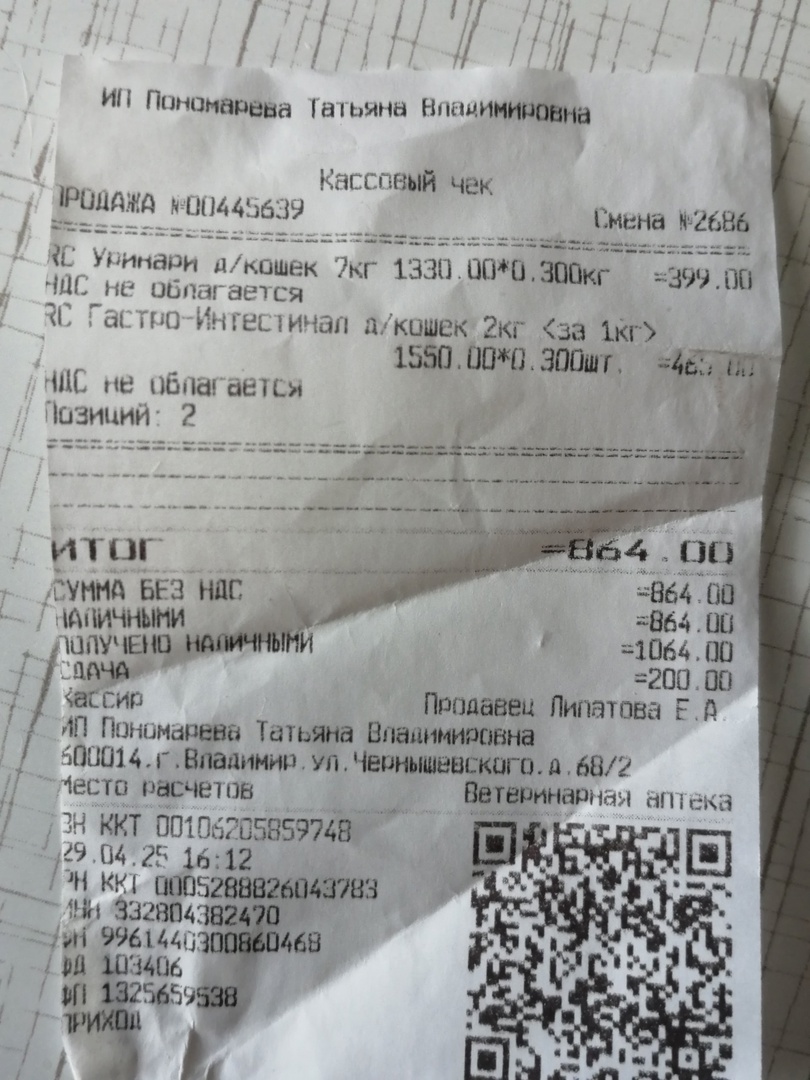 ИП Пономарева Татьяна Владимировна
Кассовый чек
ПРОДАЖА №00445639
Смена №2686
RC Уринари д/кошек 7кг 1330.00*0.300кг =399.00
НДС не облагается
RC Гастро-Интестинал д/кошек 2кг <за 1кг>
1550.00*0.300шт.
НДС не облагается
Позиций: 2
ИТОГ =864.00
СУММА БЕЗ НДС =864.00
НАЛИЧНЫМИ =864.00
ПОЛУЧЕНО НАЛИЧНЫМИ =1064.00
СДАЧА =200.00
Кассир Продавец Липатова Е.А.
ИП Пономарева Татьяна Владимировна
600014.г.Владимир.ул.Чернышевского.д.68/2
Место расчетов Ветеринарная аптека
ЗН ККТ 00106205859748
29.04.25 16:12
РН ККТ 0005288826043783
ИНН 332804382470
ФН 9961440300860468
ФД 103406
ФП 1325659538
ПРИХОД